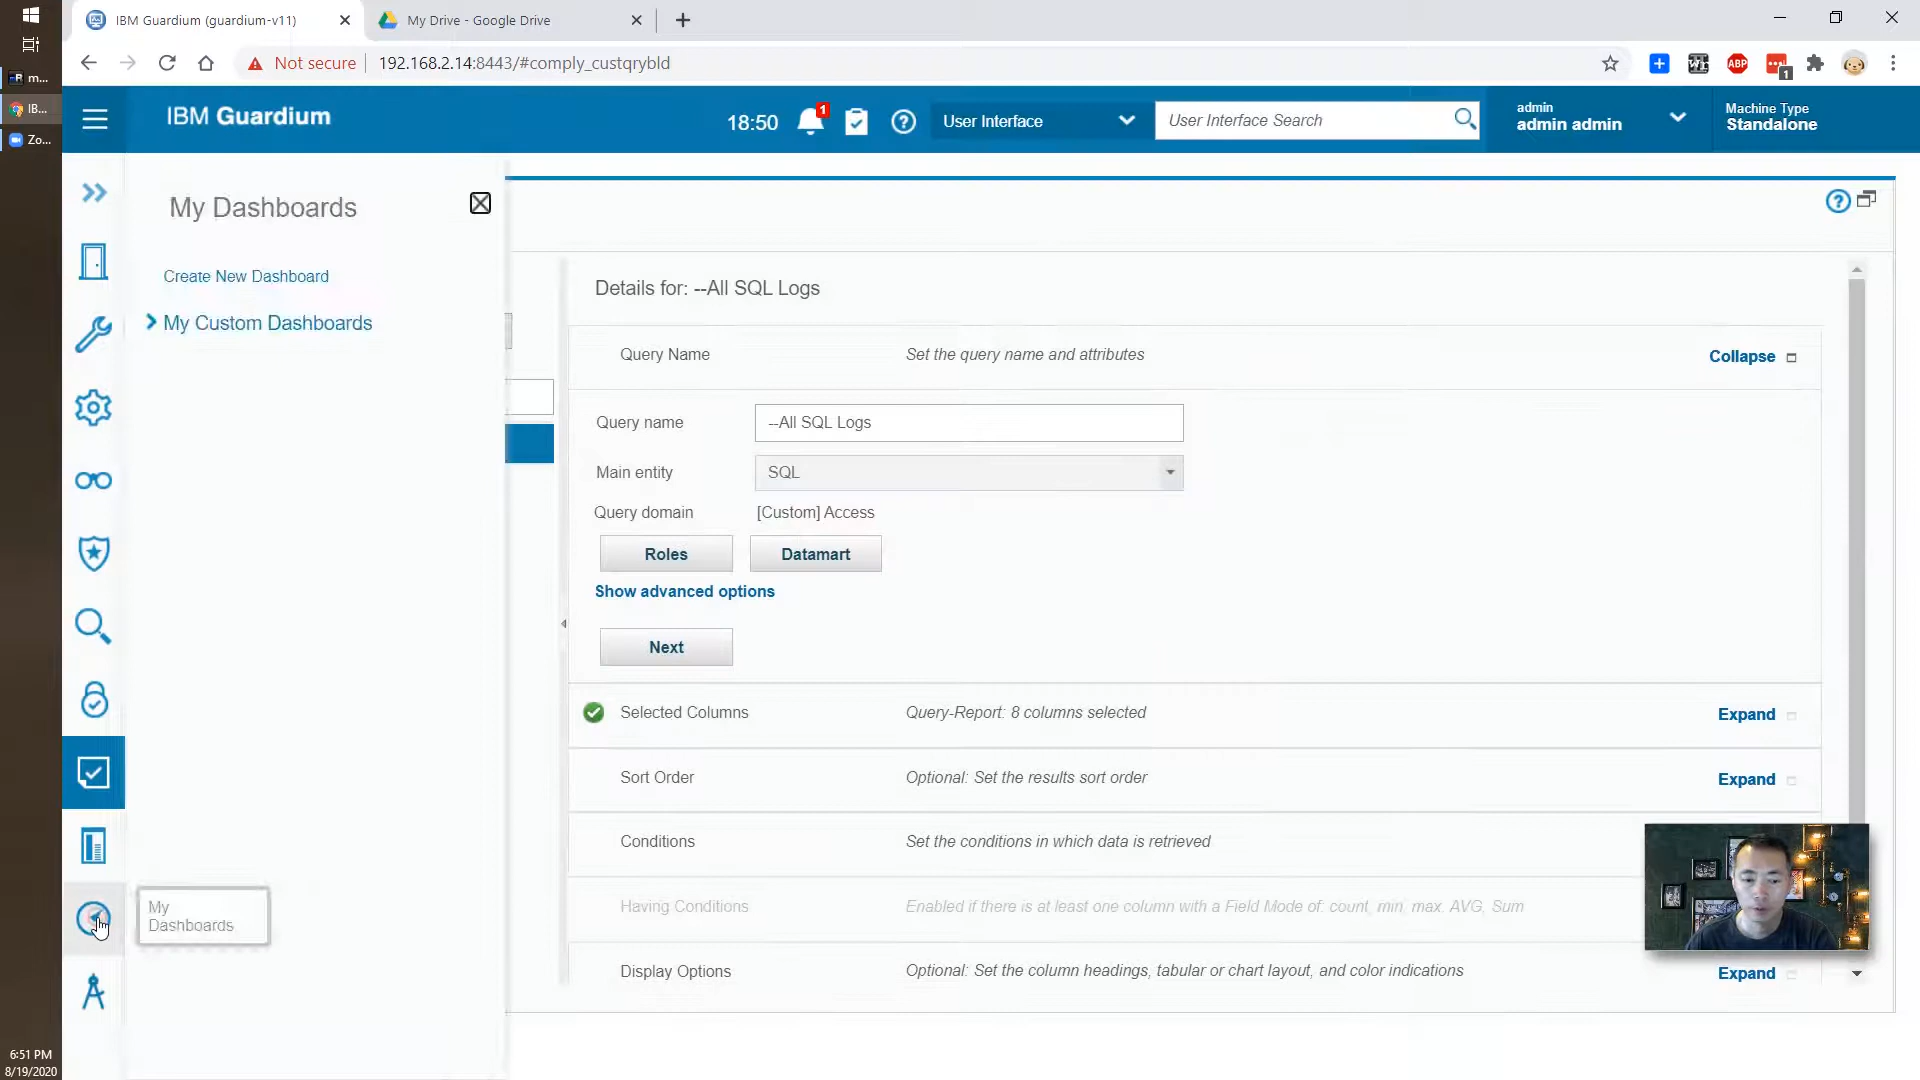 IBM Guardium (guardium-v11)
My Drive - Google Drive
m...
IB...
Zo...
Not secure
192.168.2.14:8443/#comply_custqrybld
ABP
1
IBM Guardium
18:50
1
User Interface
User Interface Search
admin
admin admin
Machine Type
Standalone
My Dashboards
Create New Dashboard
My Custom Dashboards
My
Dashboards
Details for: --All SQL Logs
Query Name
Set the query name and attributes
Collapse
Query name
--All SQL Logs
Main entity
SQL
Query domain
[Custom] Access
Roles
Datamart
Show advanced options
Next
Selected Columns
Query-Report: 8 columns selected
Expand
Sort Order
Optional: Set the results sort order
Expand
Conditions
Set the conditions in which data is retrieved
Having Conditions
Enabled if there is at least one column with a Field Mode of: count, min, max. AVG, Sum
Display Options
Optional: Set the column headings, tabular or chart layout, and color indications
Expand
6:51 PM
8/19/2020